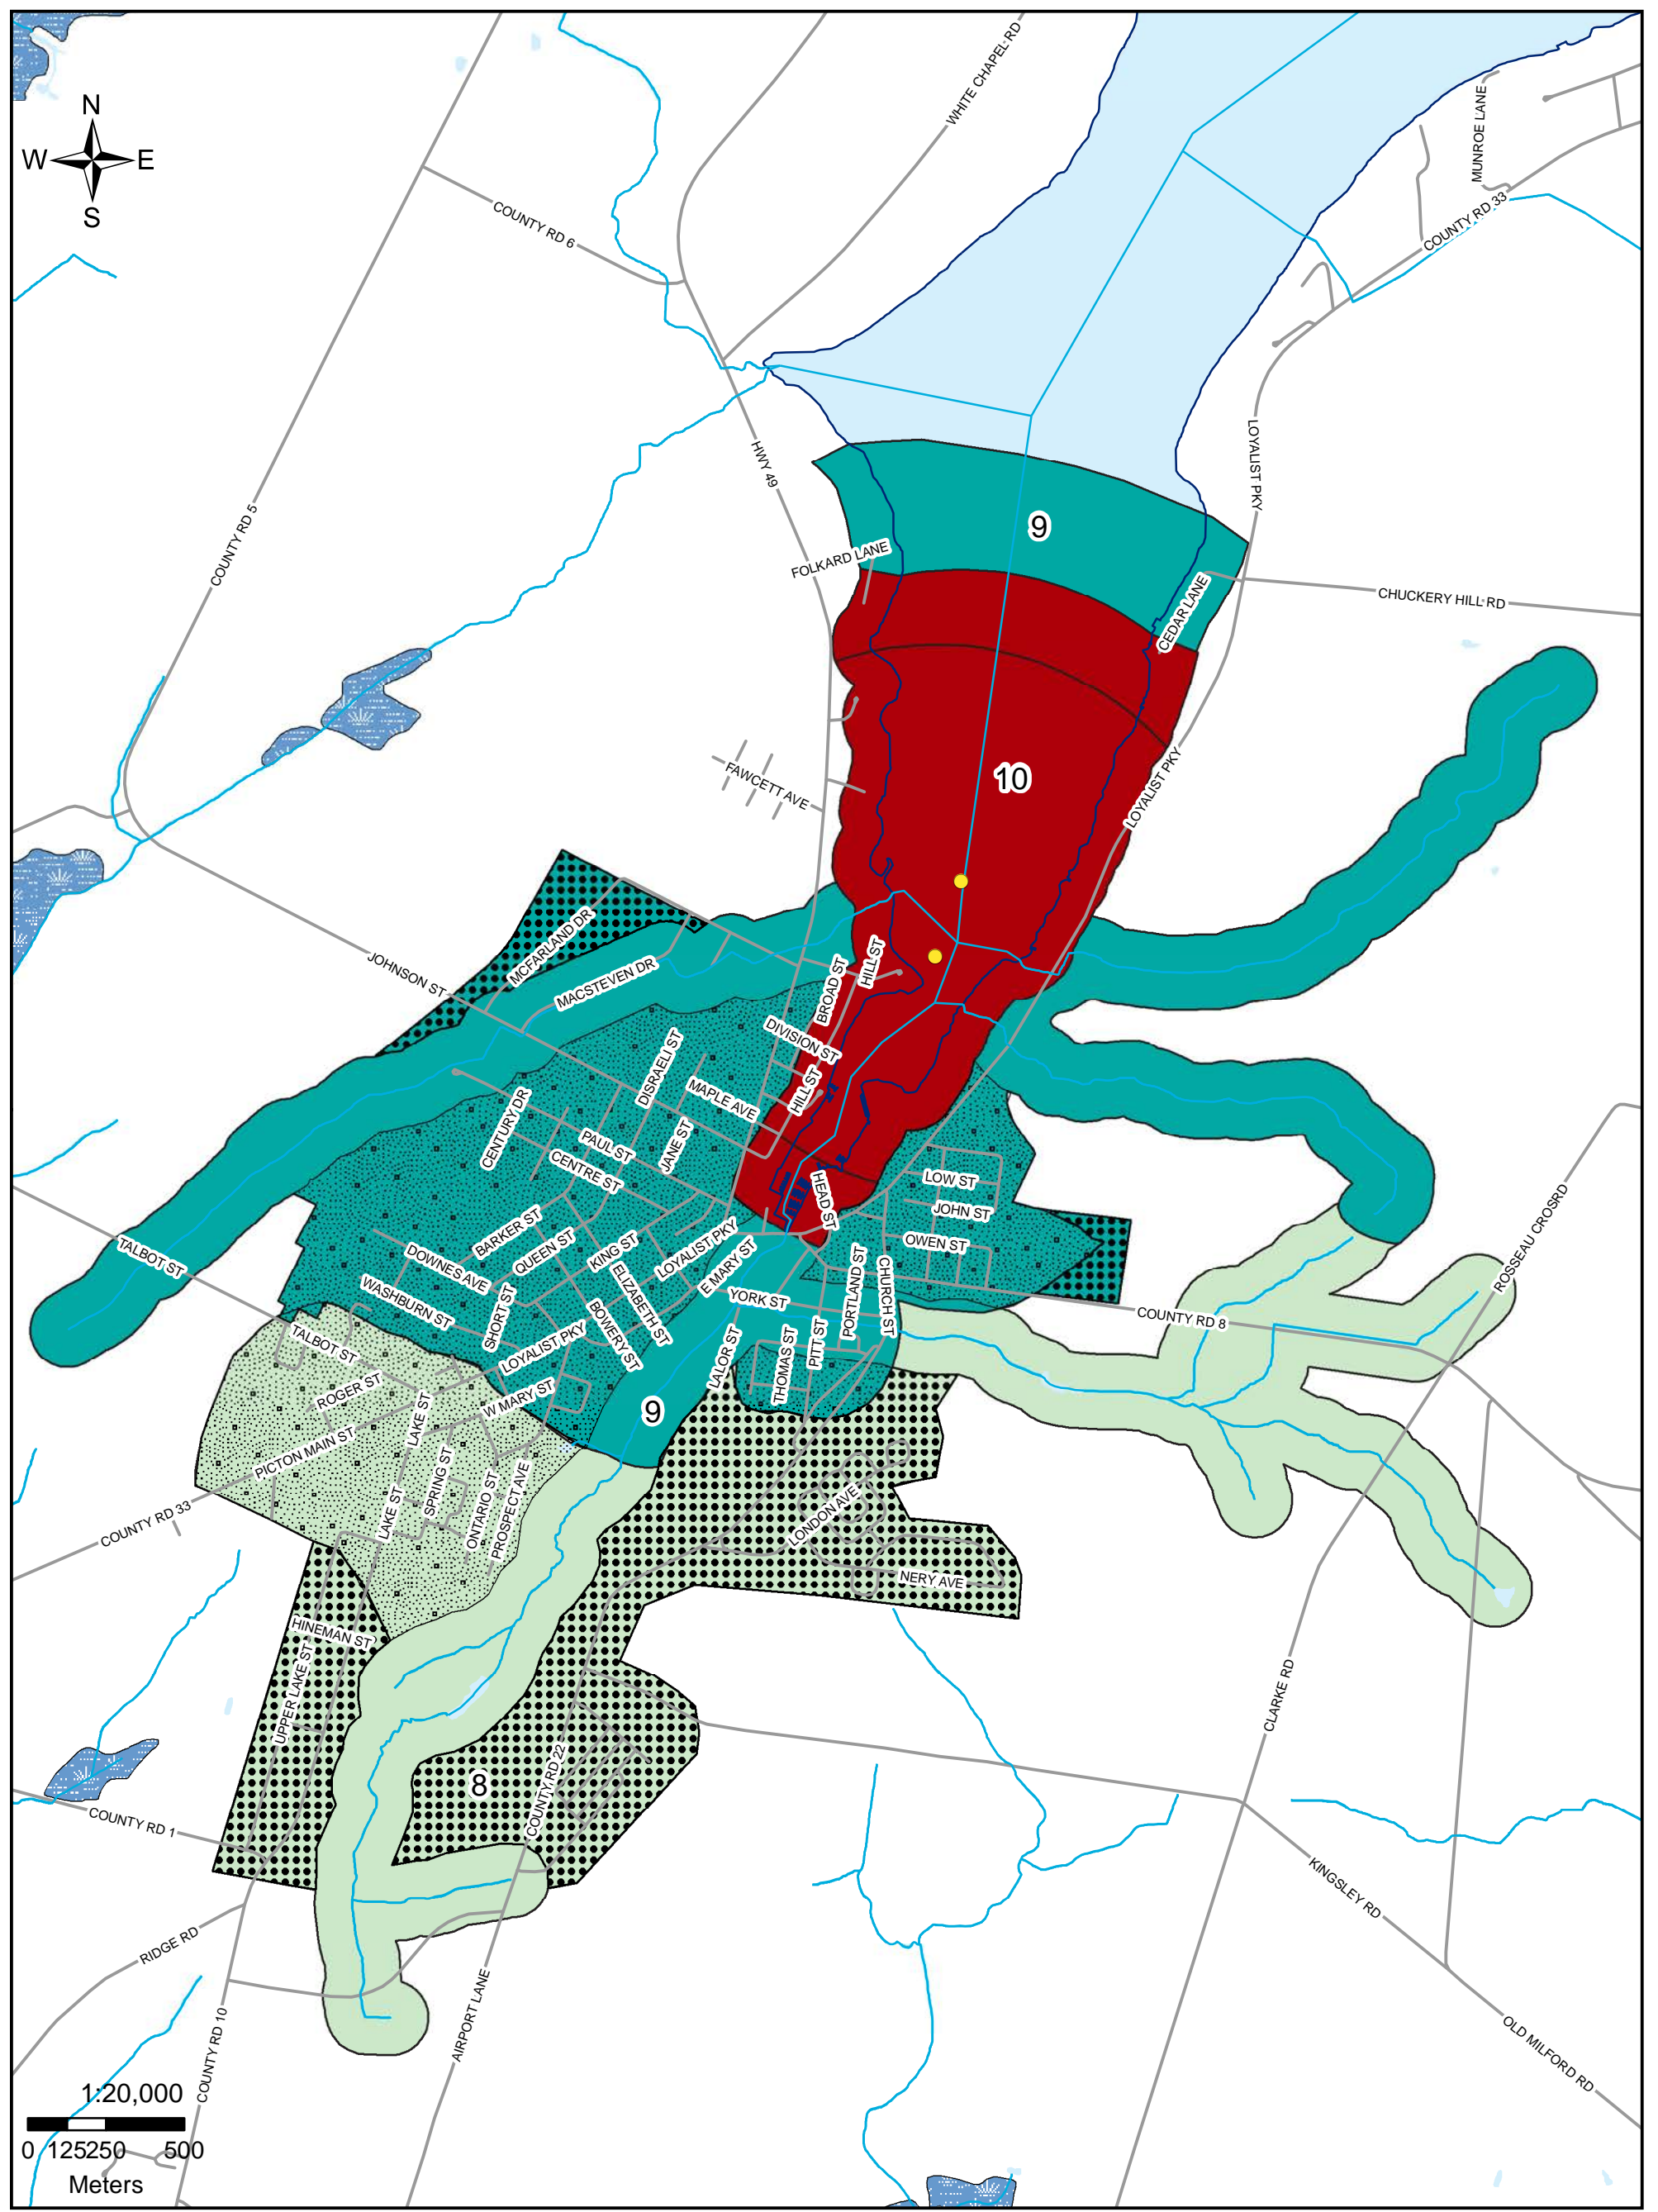 WHITE CHAPEL RD
N
W E
S
MUNROE LANE
COUNTY RD 6
COUNTY RD 33
HWY 49
LOYALIST PKY
COUNTY RD 5
9
FOLKARD LANE
CEDAR LANE
CHUCKERY HILL RD
10
FAWCETT AVE
LOYALIST PKY
MCFARLAND DR
JOHNSON ST
MACSTEVEN DR
HILL ST
BROAD ST
DIVISION ST
DISRAELI ST
MAPLE AVE
HILL ST
CENTURY DR
PAUL ST
JANE ST
CENTRE ST
LOW ST
HEAD ST
JOHN ST
ROSSEAU CROSRD
TALBOT ST
BARKER ST
QUEEN ST
KING ST
LOYALIST PKY
OWEN ST
DOWNES AVE
E MARY ST
WASHBURN ST
SHORT ST
ELIZABETH ST
YORK ST
PORTLAND ST
CHURCH ST
COUNTY RD 8
BOWERY ST
TALBOT ST
LOYALIST PKY
LALOR ST
THOMAS ST
PITT ST
ROGER ST
W MARY ST
9
LAKE ST
PICTON MAIN ST
SPRING ST
COUNTY RD 33
LAKE ST
ONTARIO ST
PROSPECT AVE
LONDON AVE
NERY AVE
HINEMAN ST
UPPER LAKE ST
CLARKE RD
8
COUNTY RD 22
COUNTY RD 1
KINGSLEY RD
RIDGE RD
AIRPORT LANE
COUNTY RD 10
OLD MILFORD RD
1:20,000
0 125 250 500
Meters